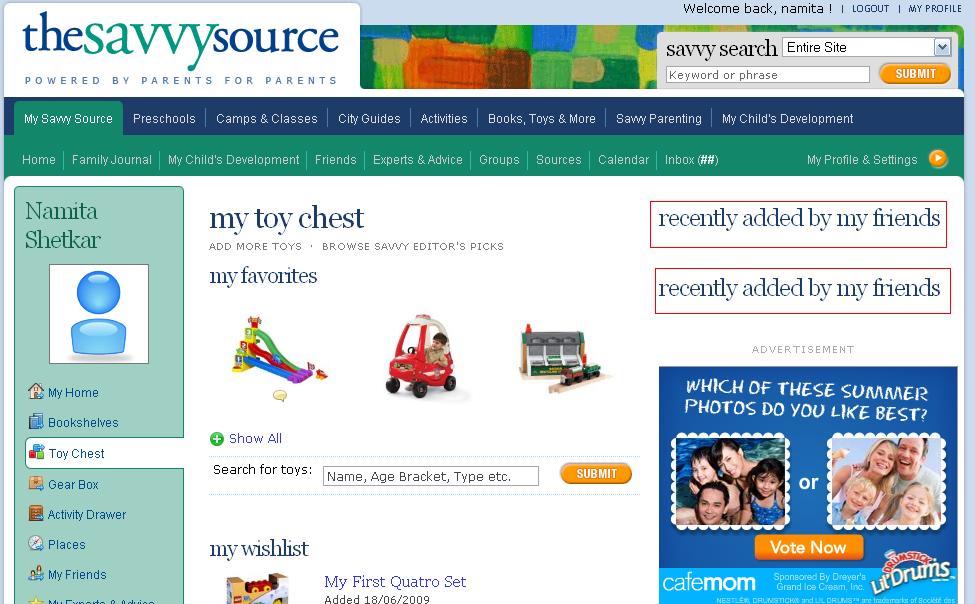 Welcome back, namita ! | LOGOUT | MY PROFILE
thesavvysource
POWERED BY PARENTS FOR PARENTS
savvy search Entire Site
Keyword or phrase SUBMIT
My Savvy Source Preschools Camps & Classes City Guides Activities Books, Toys & More Savvy Parenting My Child's Development
Home Family Journal My Child's Development Friends Experts & Advice Groups Sources Calendar Inbox (##) My Profile & Settings
Namita
Shetkar
My Home
Bookshelves
Toy Chest
Gear Box
Activity Drawer
Places
My Friends
My Experts & Advice
my toy chest
ADD MORE TOYS · BROWSE SAVVY EDITOR'S PICKS
my favorites
Show All
Search for toys: Name, Age Bracket, Type etc. SUBMIT
my wishlist
My First Quatro Set
Added 18/06/2009
recently added by my friends
recently added by my friends
ADVERTISEMENT
WHICH OF THESE SUMMER
PHOTOS DO YOU LIKE BEST?
or
Vote Now
cafemom
Sponsored By Dreyer's
Grand Ice Cream, Inc.
DRUMSTICK
Lil' Drums
NESTLÉ®, DRUMSTICK® and LIL' DRUMS™ are trademarks of Société des